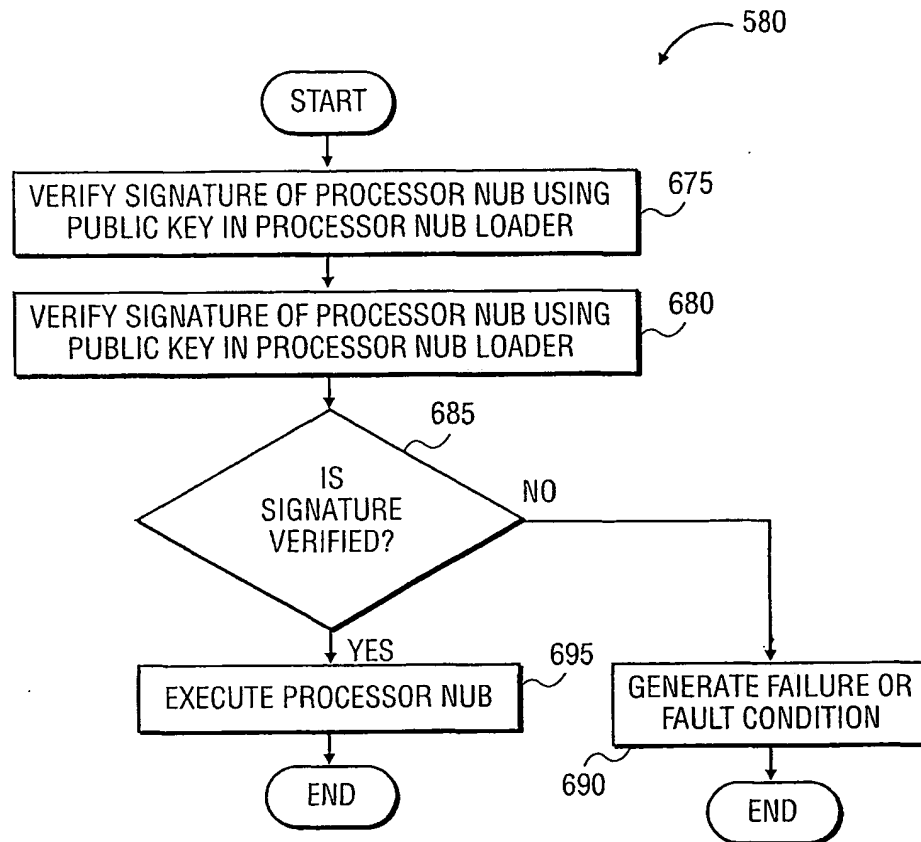 580
START
VERIFY SIGNATURE OF PROCESSOR NUB USING
PUBLIC KEY IN PROCESSOR NUB LOADER
675
VERIFY SIGNATURE OF PROCESSOR NUB USING
PUBLIC KEY IN PROCESSOR NUB LOADER
680
685
IS
SIGNATURE
VERIFIED?
NO
YES
695
EXECUTE PROCESSOR NUB
GENERATE FAILURE OR
FAULT CONDITION
690
END
END